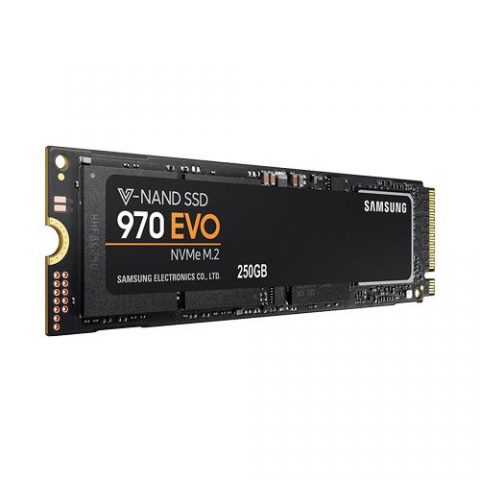 V-NAND SSD
970 EVO
NVMe M.2
SAMSUNG ELECTRONICS CO., LTD.
250GB
SAMSUNG